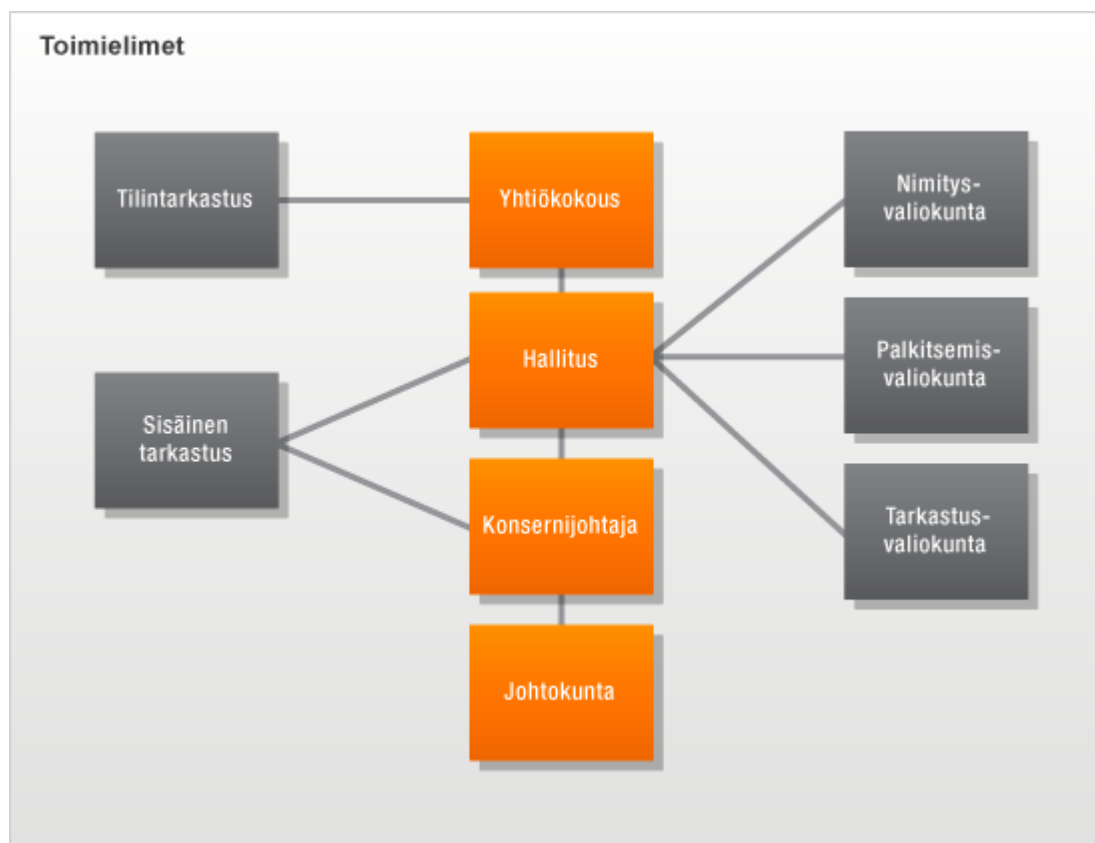 Toimielimet
Tilintarkastus
Yhtiökokous
Nimitys-
valiokunta
Hallitus
Palkitsemis-
valiokunta
Sisäinen
tarkastus
Konsernijohtaja
Tarkastus-
valiokunta
Johtokunta